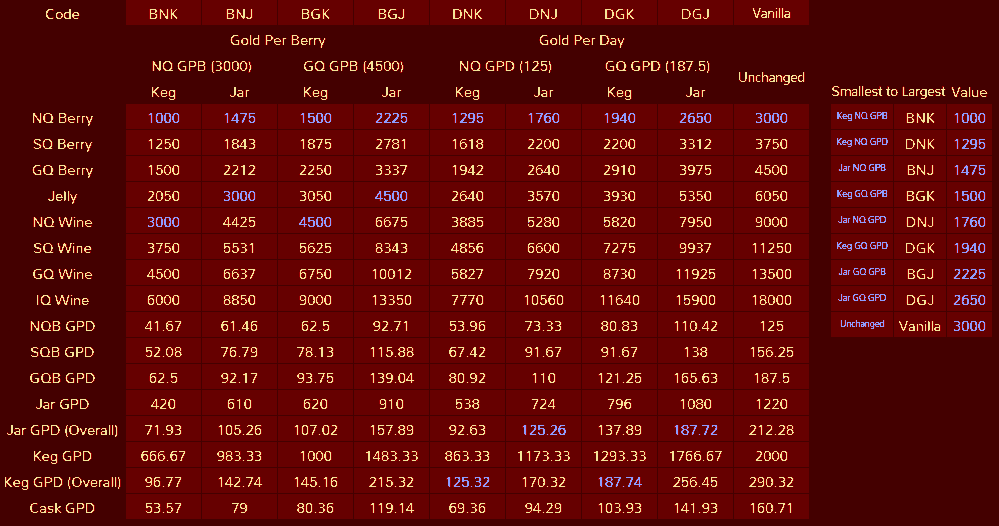 Code BNK BNJ BGK BGJ DNK DNJ DGK DGJ Vanilla
Gold Per Berry Gold Per Day
NQ GPB (3000) GQ GPB (4500) NQ GPD (125) GQ GPD (187.5) Unchanged
Keg Jar Keg Jar Keg Jar Keg Jar Smallest to Largest Value
NQ Berry 1000 1475 1500 2225 1295 1760 1940 2650 3000 Keg NQ GPB BNK 1000
SQ Berry 1250 1843 1875 2781 1618 2200 2200 3312 3750 Keg NQ GPD DNK 1295
GQ Berry 1500 2212 2250 3337 1942 2640 2910 3975 4500 Jar NQ GPB BNJ 1475
Jelly 2050 3000 3050 4500 2640 3570 3930 5350 6050 Keg GQ GPB BGK 1500
NQ Wine 3000 4425 4500 6675 3885 5280 5820 7950 9000 Jar NQ GPD DNJ 1760
SQ Wine 3750 5531 5625 8343 4856 6600 7275 9937 11250 Keg GQ GPD DGK 1940
GQ Wine 4500 6637 6750 10012 5827 7920 8730 11925 13500 Jar GQ GPB BGJ 2225
IQ Wine 6000 8850 9000 13350 7770 10560 11640 15900 18000 Jar GQ GPD DGJ 2650
NQB GPD 41.67 61.46 62.5 92.71 53.96 73.33 80.83 110.42 125 Unchanged Vanilla 3000
SQB GPD 52.08 76.79 78.13 115.88 67.42 91.67 91.67 138 156.25
GQB GPD 62.5 92.17 93.75 139.04 80.92 110 121.25 165.63 187.5
Jar GPD 420 610 620 910 538 724 796 1080 1220
Jar GPD (Overall) 71.93 105.26 107.02 157.89 92.63 125.26 137.89 187.72 212.28
Keg GPD 666.67 983.33 1000 1483.33 863.33 1173.33 1293.33 1766.67 2000
Keg GPD (Overall) 96.77 142.74 145.16 215.32 125.32 170.32 187.74 256.45 290.32
Cask GPD 53.57 79 80.36 119.14 69.36 94.29 103.93 141.93 160.71